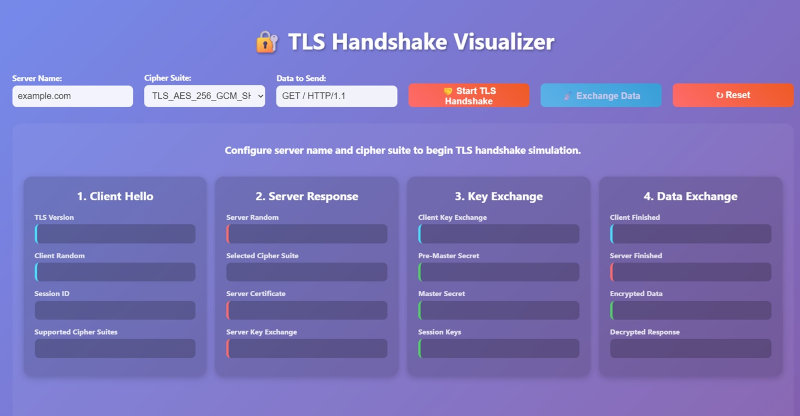 🔐 TLS Handshake Visualizer
Server Name:
Cipher Suite:
Data to Send:
example.com
TLS_AES_256_GCM_SH
GET / HTTP/1.1
🤝 Start TLS
Handshake
🔬 Exchange Data
↻ Reset
Configure server name and cipher suite to begin TLS handshake simulation.
1. Client Hello
TLS Version
Client Random
Session ID
Supported Cipher Suites
2. Server Response
Server Random
Selected Cipher Suite
Server Certificate
Server Key Exchange
3. Key Exchange
Client Key Exchange
Pre-Master Secret
Master Secret
Session Keys
4. Data Exchange
Client Finished
Server Finished
Encrypted Data
Decrypted Response